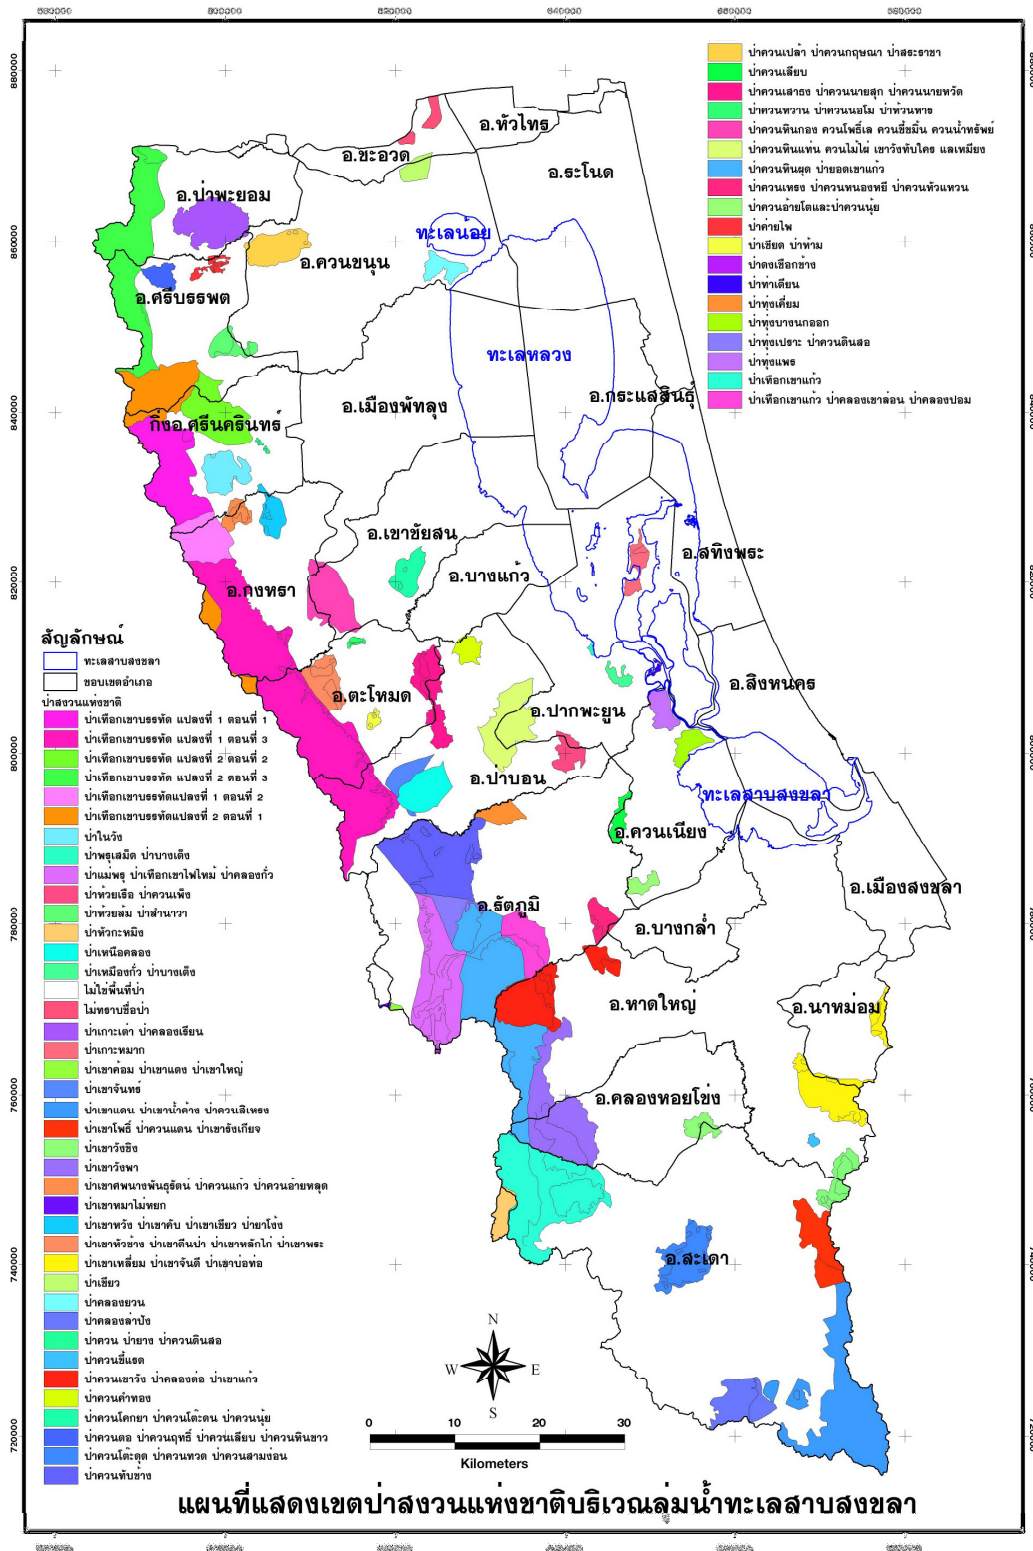 580000 600000 620000 640000 660000 680000
880000
860000
840000
820000
800000
780000
760000
740000
720000
อ.หัวไทร
อ.ชะอวด
อ.ระโนด
อ.ป่าพะยอม
ทะเลน้อย
อ.ควนขนุน
อ.ศรีบรรพต
ทะเลหลวง
อ.เมืองพัทลุง
อ.กระแสสินธุ์
กิ่งอ.ศรีนครินทร์
อ.เขาชัยสน
อ.สทิงพระ
อ.บางแก้ว
อ.กงหรา
อ.ตะโหมด
อ.สิงหนคร
อ.ปากพะยูน
อ.ป่าบอน
ทะเลสาบสงขลา
อ.ควนเนียง
อ.เมืองสงขลา
อ.รัตภูมิ
อ.บางกล่ำ
อ.หาดใหญ่
อ.นาหม่อม
อ.คลองหอยโข่ง
อ.สะเดา
สัญลักษณ์
ทะเลสาบสงขลา
ขอบเขตอำเภอ
ป่าสงวนแห่งชาติ
ป่าเทือกเขาบรรทัด แปลงที่ 1 ตอนที่ 1
ป่าเทือกเขาบรรทัด แปลงที่ 1 ตอนที่ 3
ป่าเทือกเขาบรรทัด แปลงที่ 2 ตอนที่ 2
ป่าเทือกเขาบรรทัด แปลงที่ 2 ตอนที่ 3
ป่าเทือกเขาบรรทัดแปลงที่ 1 ตอนที่ 2
ป่าเทือกเขาบรรทัดแปลงที่ 2 ตอนที่ 1
ป่าในวัง
ป่าพรุเสม็ด ป่าบางเตง
ป่าแม่พรุ ป่าเทือกเขาไฟไหม้ ป่าคลองกั่ว
ป่าห้วยเรือ ป่าควนเพ็ง
ป่าห้วยส้ม ป่าสำนาวา
ป่าหัวกะหมิง
ป่าเหนือคลอง
ป่าเหมืองกั่ว ป่าบางเตง
ไม่ใช่พื้นที่ป่า
ไม่ทราบชื่อป่า
ป่าเกาะเต่า ป่าคลองเรียน
ป่าเกาะหมาก
ป่าเขาค้อม ป่าเขาแดง ป่าเขาใหญ่
ป่าเขาจันทร์
ป่าเขาแดน ป่าเขาน้ำค้าง ป่าควนสิเหรง
ป่าเขาโพธิ์ ป่าควนแดน ป่าเขารังเกียจ
ป่าเขาวังชิง
ป่าเขาวังพา
ป่าเขาศพนางพันธุรัตน์ ป่าควนแก้ว ป่าควนอ้ายหลุด
ป่าเขาหมาไม่หยก
ป่าเขาหวัง ป่าเขาคับ ป่าเขาเขียว ป่ายาโง้ง
ป่าเขาหัวช้าง ป่าเขาตีนป่า ป่าเขาหลักไก่ ป่าเขาพระ
ป่าเขาเหลี่ยม ป่าเขาจันดี ป่าเขาบ่อท่อ
ป่าเขียว
ป่าคลองยวน
ป่าคลองลำปัง
ป่าควน ป่ายาง ป่าควนดินสอ
ป่าควนขี้แรด
ป่าควนเขาวัง ป่าคลองต่อ ป่าเขาแก้ว
ป่าควนคำทอง
ป่าควนโดกยา ป่าควนโต๊ะดน ป่าควนนุ้ย
ป่าควนตอ ป่าควนฤทธิ์ ป่าควนเลียบ ป่าควนหินขาว
ป่าควนโต๊ะดุด ป่าควนทวด ป่าควนสามง่อน
ป่าควนทับช้าง
ป่าควนเปล้า ป่าควนกฤษณา ป่าสระราชา
ป่าควนเลียบ
ป่าควนเสาธง ป่าควนนายสุก ป่าควนนายหวัด
ป่าควนหวาน ป่าควนนอโม ป่าห้วนทาร
ป่าควนหินกอง ควนโพธิ์เล ควนขี้ขมิ้น ควนน้ำทรัพย์
ป่าควนหินแท่น ควนไม้ไผ่ เขาวังทับใคร แลเหมียง
ป่าควนหินผุด ป่ายอดเขาแก้ว
ป่าควนเหรง ป่าควนหนองหยี ป่าควนหัวแหวน
ป่าควนอ้ายโตและป่าควนนุ้ย
ป่าค่ายไพ
ป่าเขียด ป่าห้าม
ป่าดงเชือกช้าง
ป่าท่าเตียน
ป่าทุ่งเคี่ยม
ป่าทุ่งบางนกออก
ป่าทุ่งเปราะ ป่าควนดินสอ
ป่าทุ่งแพร
ป่าเทือกเขาแก้ว
ป่าเทือกเขาแก้ว ป่าคลองเขาล่อน ป่าคลองปอม
N
W E
S
0 10 20 30
Kilometers
แผนที่แสดงเขตป่าสงวนแห่งชาติบริเวณลุ่มน้ำทะเลสาบสงขลา